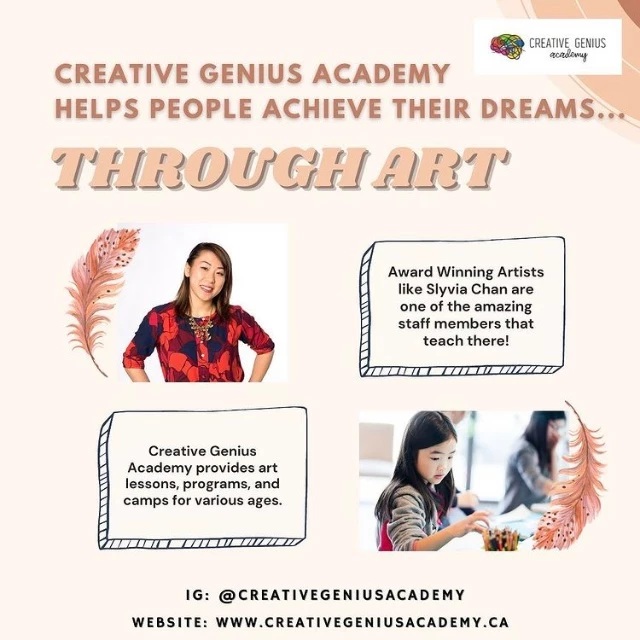 CREATIVE GENIUS
academy
CREATIVE GENIUS ACADEMY
HELPS PEOPLE ACHIEVE THEIR DREAMS...
THROUGH ART
Award Winning Artists
like Slyvia Chan are
one of the amazing
staff members that
teach there!
Creative Genius
Academy provides art
lessons, programs, and
camps for various ages.
IG: @CREATIVEGENIUSACADEMY
WEBSITE: WWW.CREATIVEGENIUSACADEMY.CA